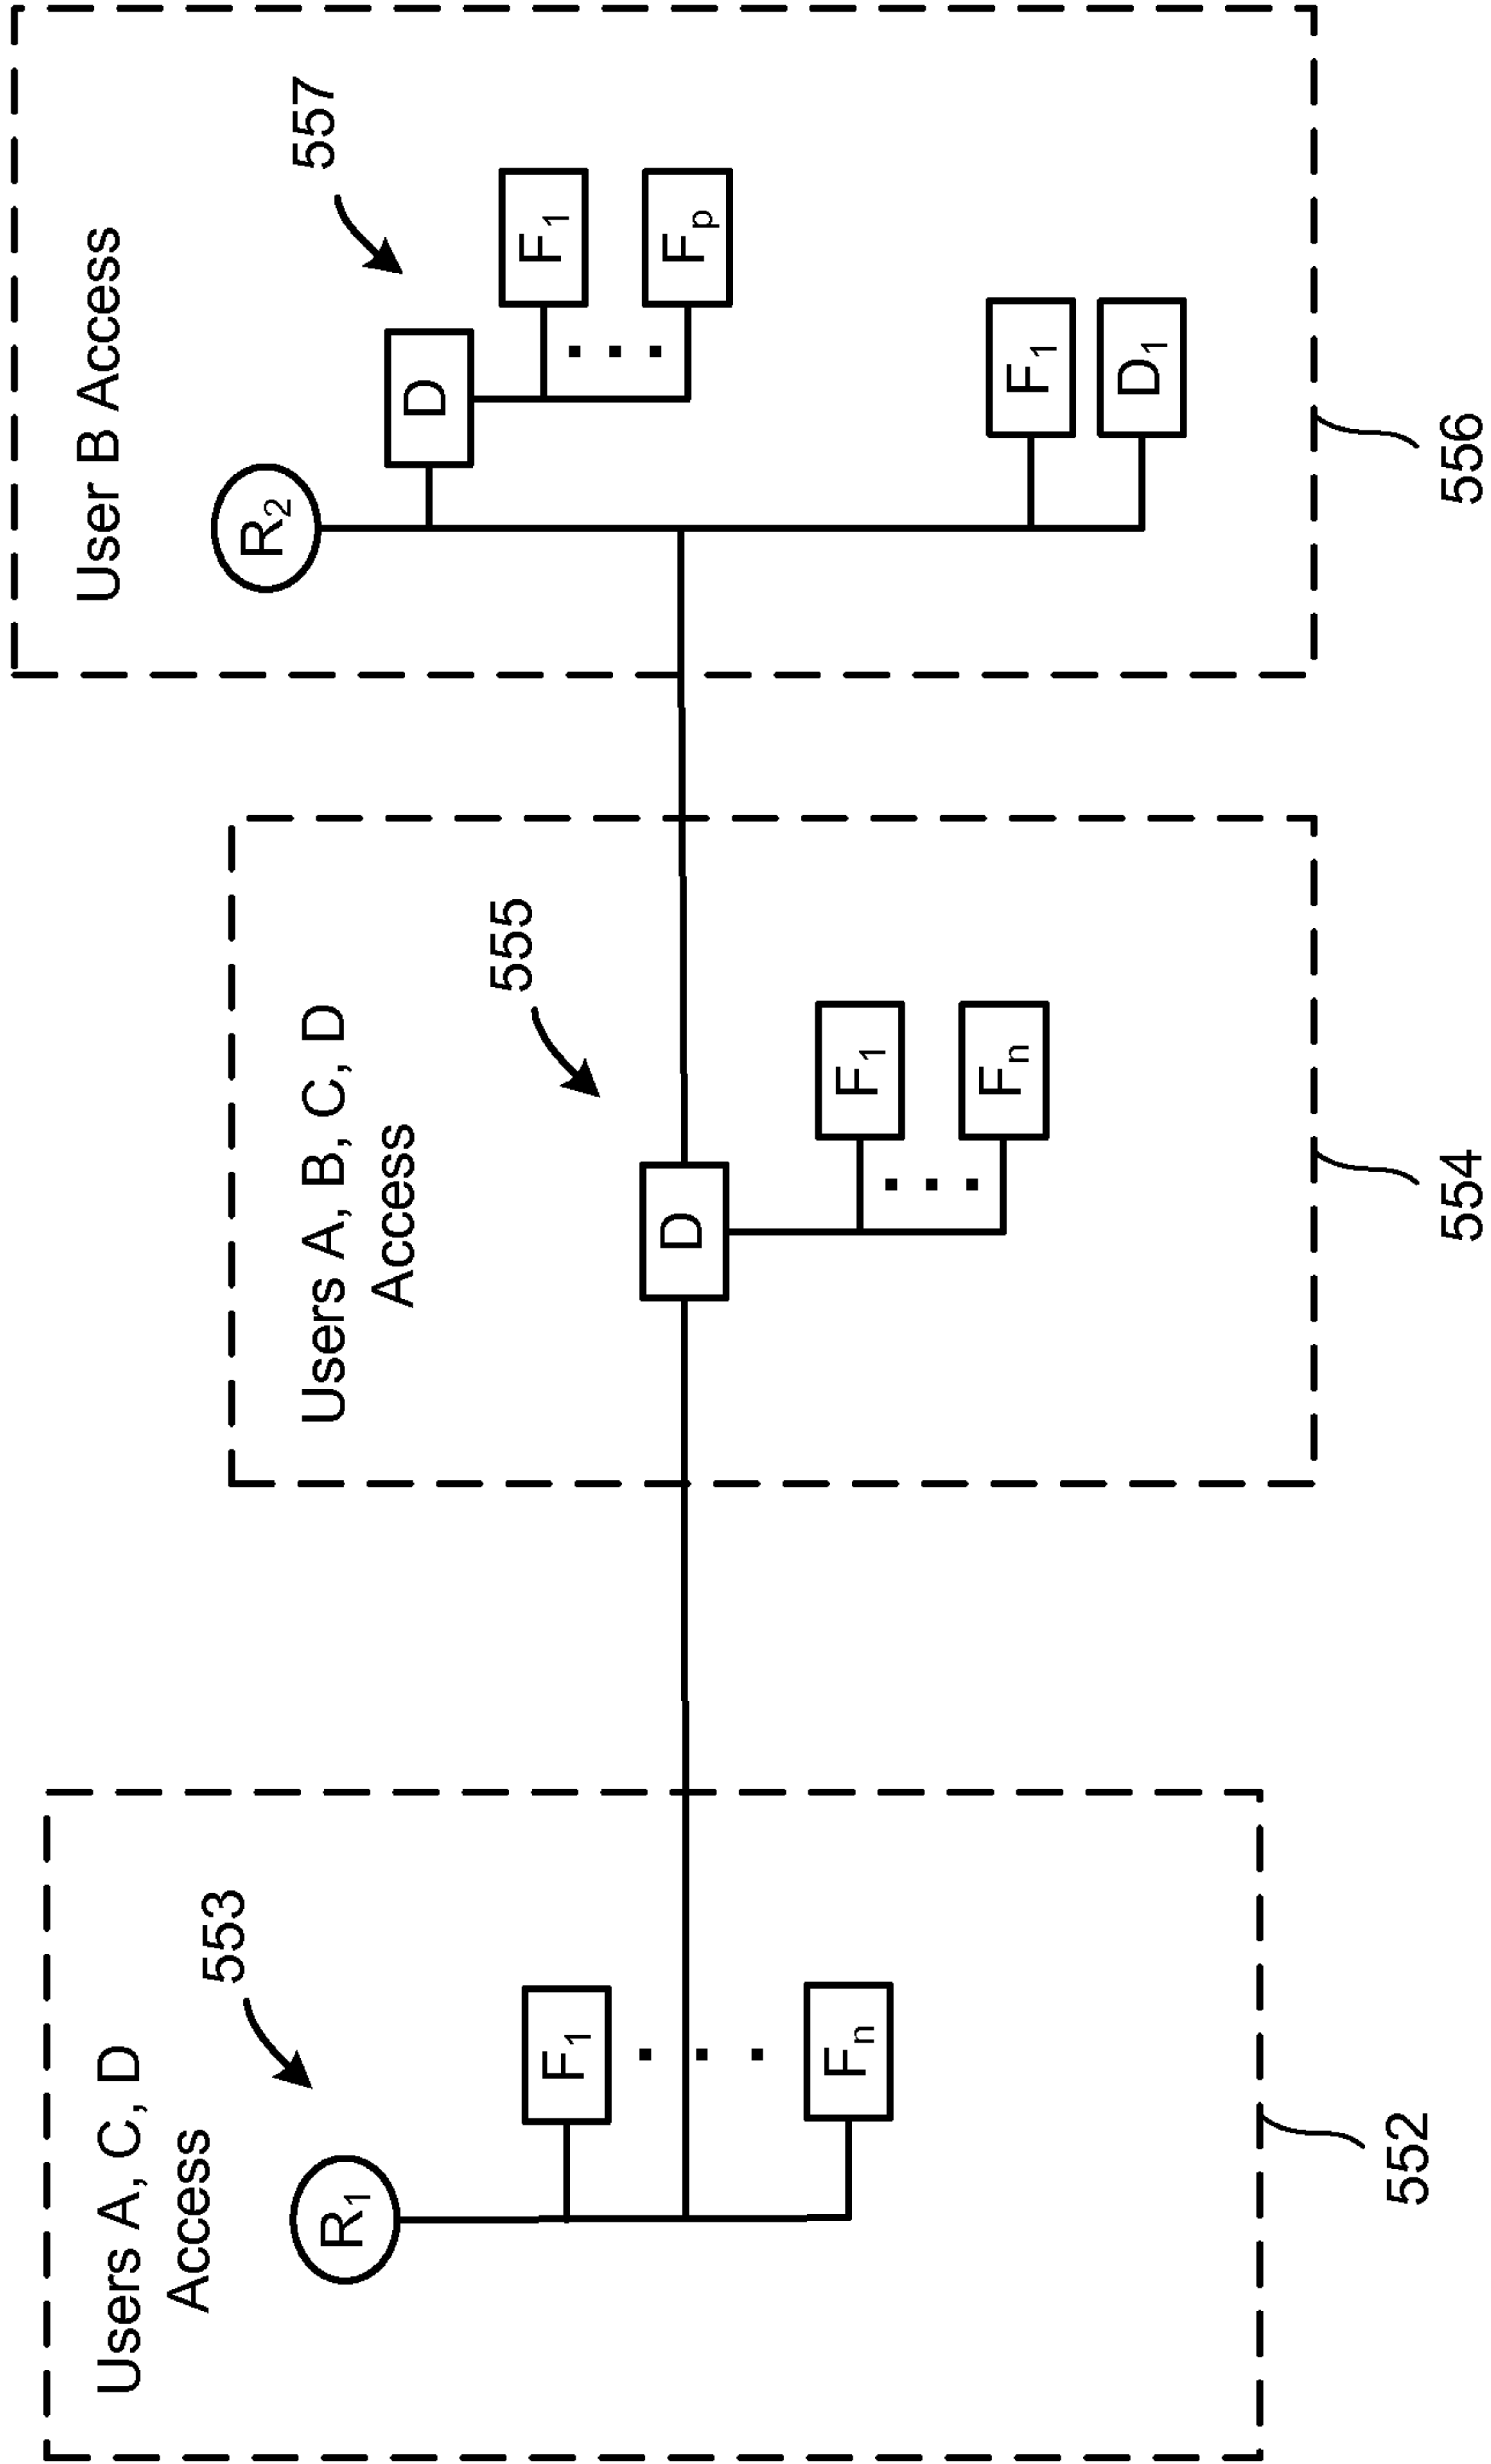 Users A, C, D
Access
553
R1
F1
Fn
552
Users A, B, C, D
Access
555
D
F1
Fn
554
User B Access
557
R2
D
F1
Fp
F1
D1
556